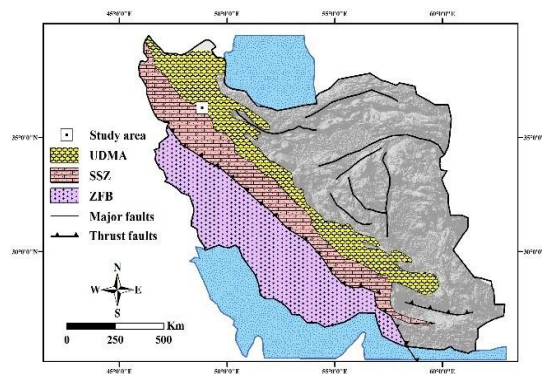 45°0'0"E 50°0'0"E 55°0'0"E 60°0'0"E
35°0'0"N 35°0'0"N
30°0'0"N 30°0'0"N
Study area
UDMA
SSZ
ZFB
Major faults
Thrust faults
N
W E
S
Km
0 250 500
45°0'0"E 50°0'0"E 55°0'0"E 60°0'0"E